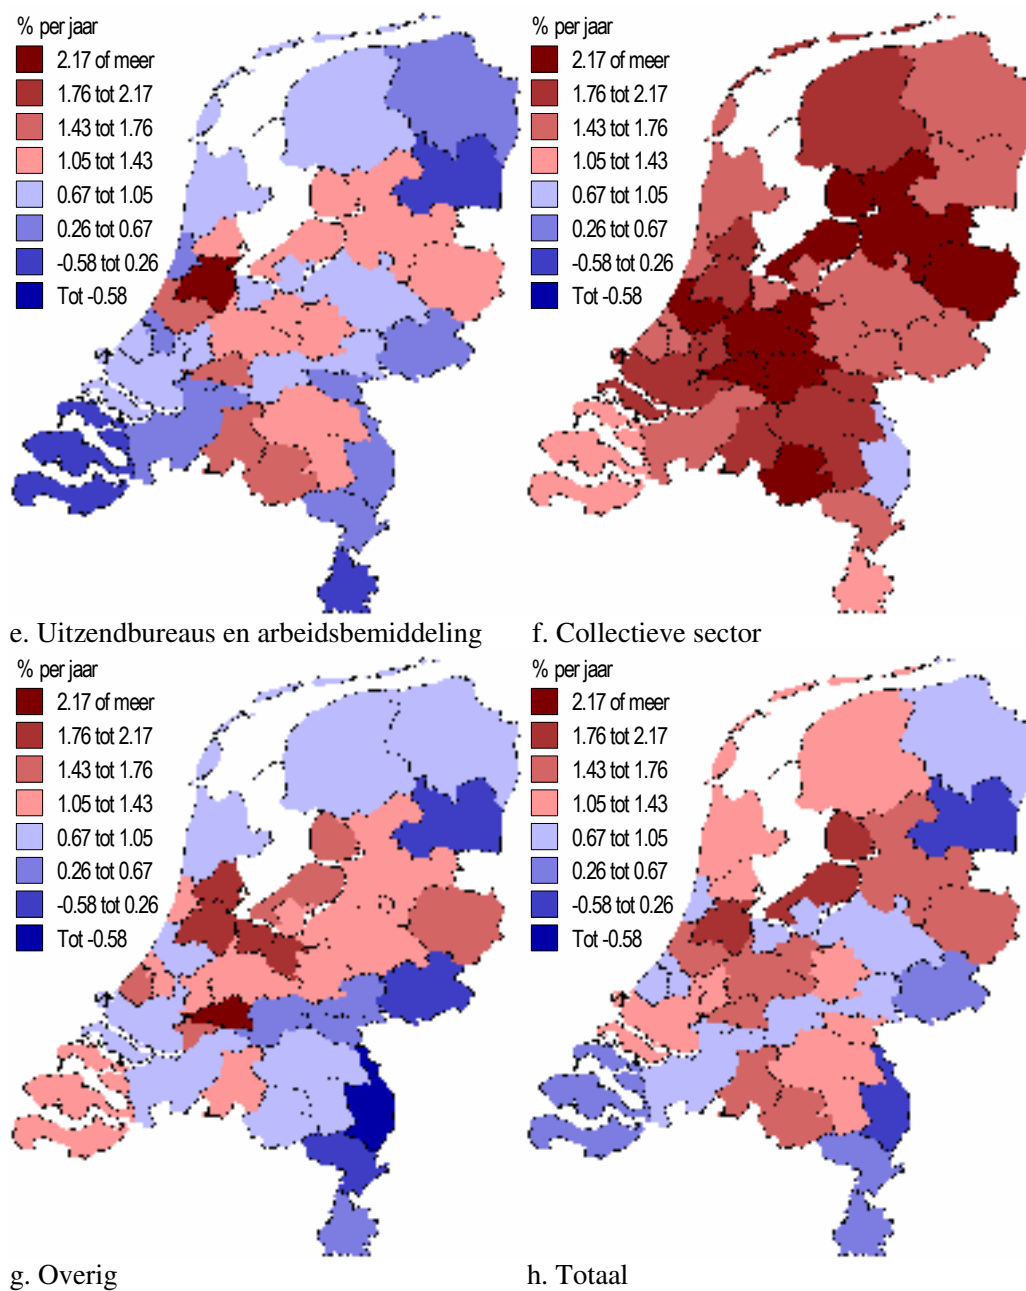 % per jaar
2.17 of meer
1.76 tot 2.17
1.43 tot 1.76
1.05 tot 1.43
0.67 tot 1.05
0.26 tot 0.67
-0.58 tot 0.26
Tot -0.58
e. Uitzendbureaus en arbeidsbemiddeling
% per jaar
2.17 of meer
1.76 tot 2.17
1.43 tot 1.76
1.05 tot 1.43
0.67 tot 1.05
0.26 tot 0.67
-0.58 tot 0.26
Tot -0.58
f. Collectieve sector
% per jaar
2.17 of meer
1.76 tot 2.17
1.43 tot 1.76
1.05 tot 1.43
0.67 tot 1.05
0.26 tot 0.67
-0.58 tot 0.26
Tot -0.58
g. Overig
% per jaar
2.17 of meer
1.76 tot 2.17
1.43 tot 1.76
1.05 tot 1.43
0.67 tot 1.05
0.26 tot 0.67
-0.58 tot 0.26
Tot -0.58
h. Totaal